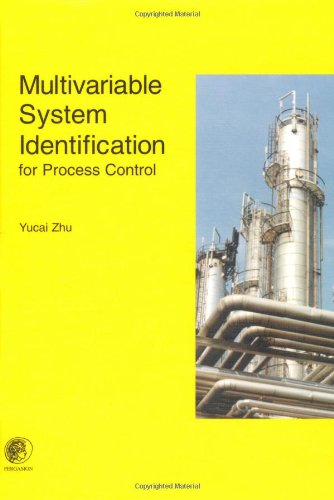 Copyrighted Material
Multivariable
System
Identification
for Process Control
Yucai Zhu
PERGAMON
Copyrighted Material